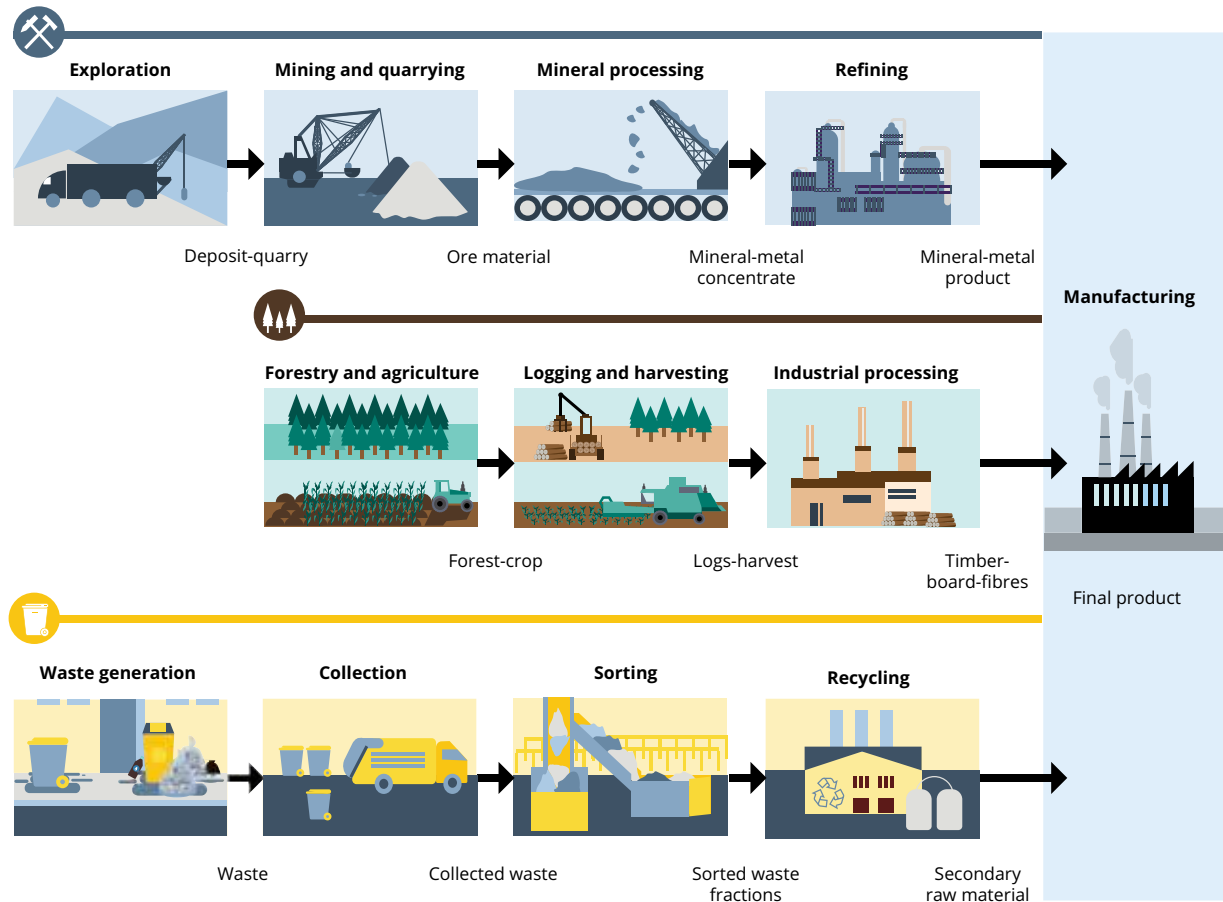 Exploration
Mining and quarrying
Mineral processing
Refining
Deposit-quarry
Ore material
Mineral-metal
concentrate
Mineral-metal
product
Manufacturing
Forestry and agriculture
Logging and harvesting
Industrial processing
Forest-crop
Logs-harvest
Timber-
board-fibres
Final product
Waste generation
Collection
Sorting
Recycling
Waste
Collected waste
Sorted waste
fractions
Secondary
raw material